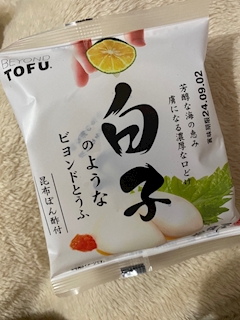 BEYOND
TOFU
芳醇な海の恵み
虜になる濃厚な口どけ
賞味期限24.09.02
白子
のような
ビヨンドとうふ
昆布ぽん酢付